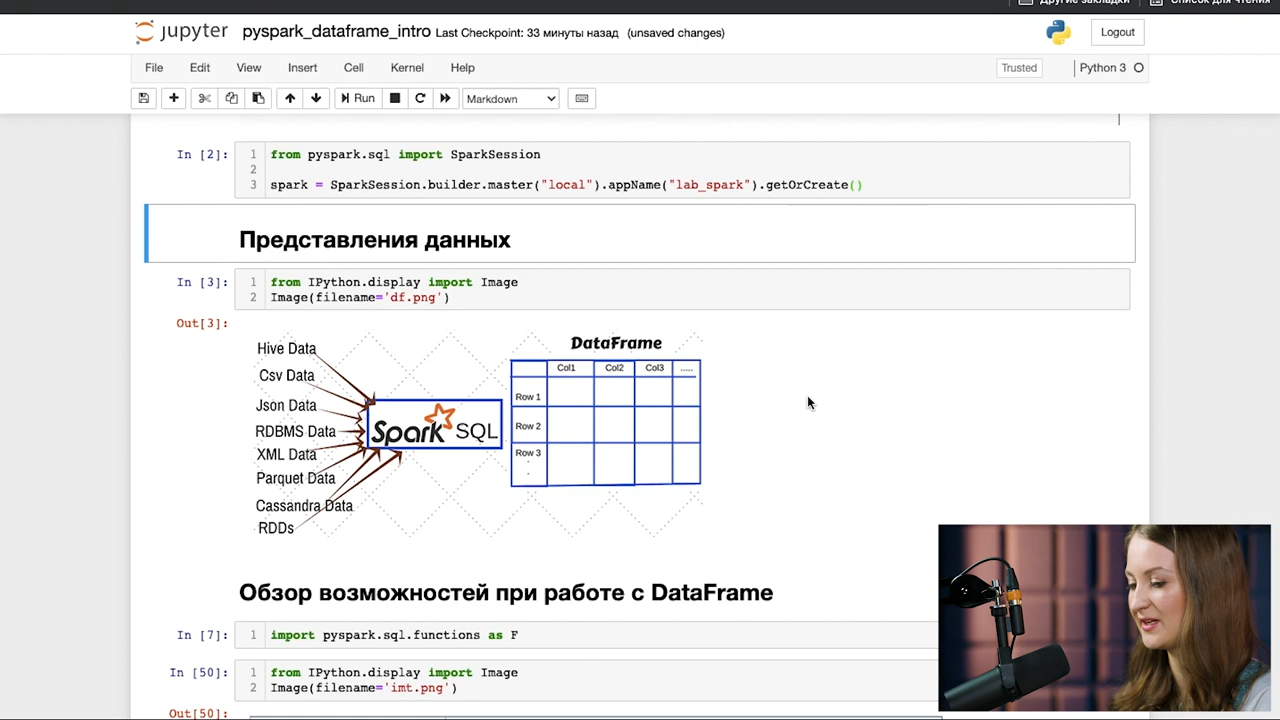 Другие закладки
Список для чтения
jupyter pyspark_dataframe_intro Last Checkpoint: 33 минуты назад (unsaved changes)
Logout
File Edit View Insert Cell Kernel Help
Trusted
Python 3
Run
Markdown
In [2]:
1 from pyspark.sql import SparkSession
2
3 spark = SparkSession.builder.master("local").appName("lab_spark").getOrCreate()
Представления данных
In [3]:
1 from IPython.display import Image
2 Image(filename='df.png')
Out[3]:
Hive Data
Csv Data
Json Data
RDBMS Data
XML Data
Parquet Data
Cassandra Data
RDDs
Spark SQL
DataFrame
Col1 Col2 Col3 .....
Row 1
Row 2
Row 3
Обзор возможностей при работе с DataFrame
In [7]:
1 import pyspark.sql.functions as F
In [50]:
1 from IPython.display import Image
2 Image(filename='imt.png')
Out[50]: